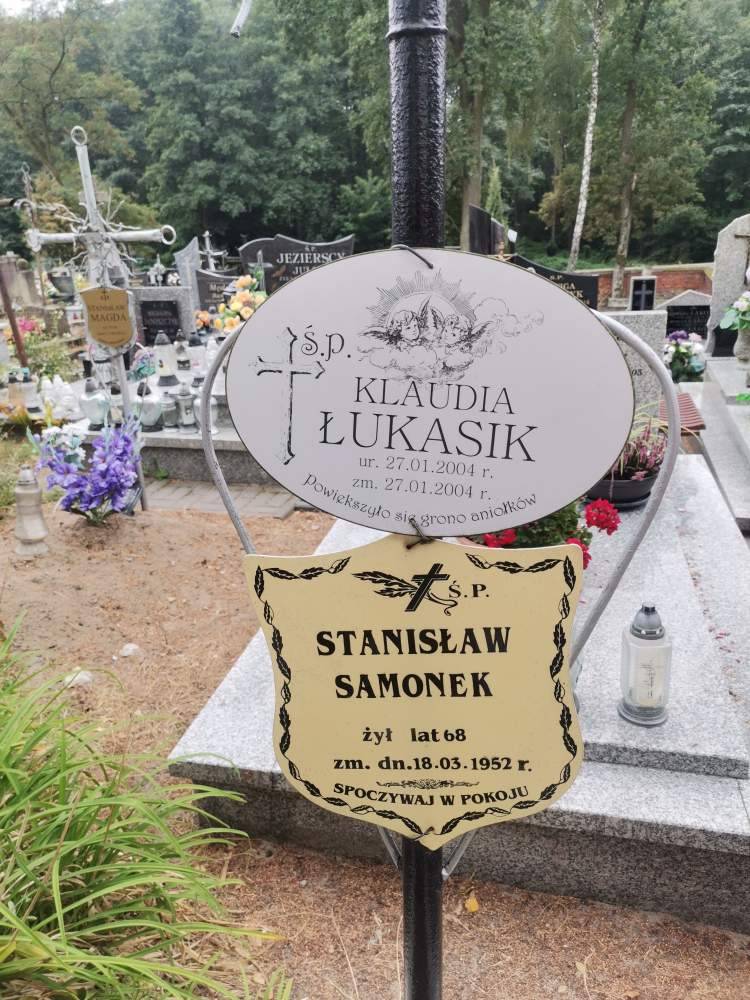 Ś.P.
KLAUDIA
ŁUKASIK
ur. 27.01.2004 r.
zm. 27.01.2004 r.
Powiększyło się grono aniołków
Ś.P.
STANISŁAW
SAMONEK
żył lat 68
zm. dn. 18.03.1952 r.
SPOCZYWAJ W POKOJU
STANISŁAW
MAGDA
JEZIERSCY